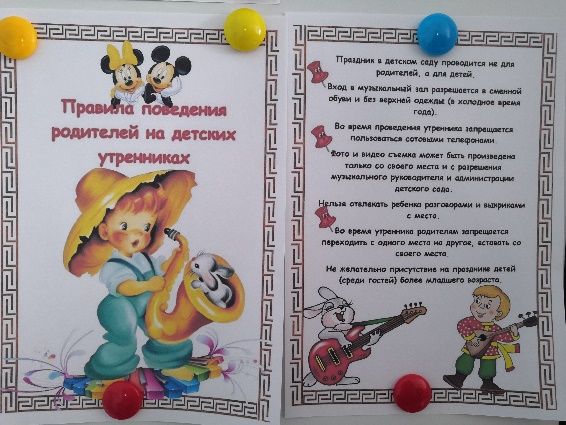 Правила поведения
родителей на детских
утренниках
Праздник в детском саду проводится не для
родителей, а для детей.
Вход в музыкальный зал разрешается в сменной
обуви и без верхней одежды (в холодное время
года).
Во время проведения утренника запрещается
пользоваться сотовыми телефонами.
Фото и видео съемка может быть произведена
только со своего места и с разрешения
музыкального руководителя и администрации
детского сада.
Нельзя отвлекать ребенка разговорами и выкриками
с места.
Во время утренника родителям запрещается
переходить с одного места на другое, вставать со
своего места.
Не желательно присутствие на празднике детей
(среди гостей) более младшего возраста.